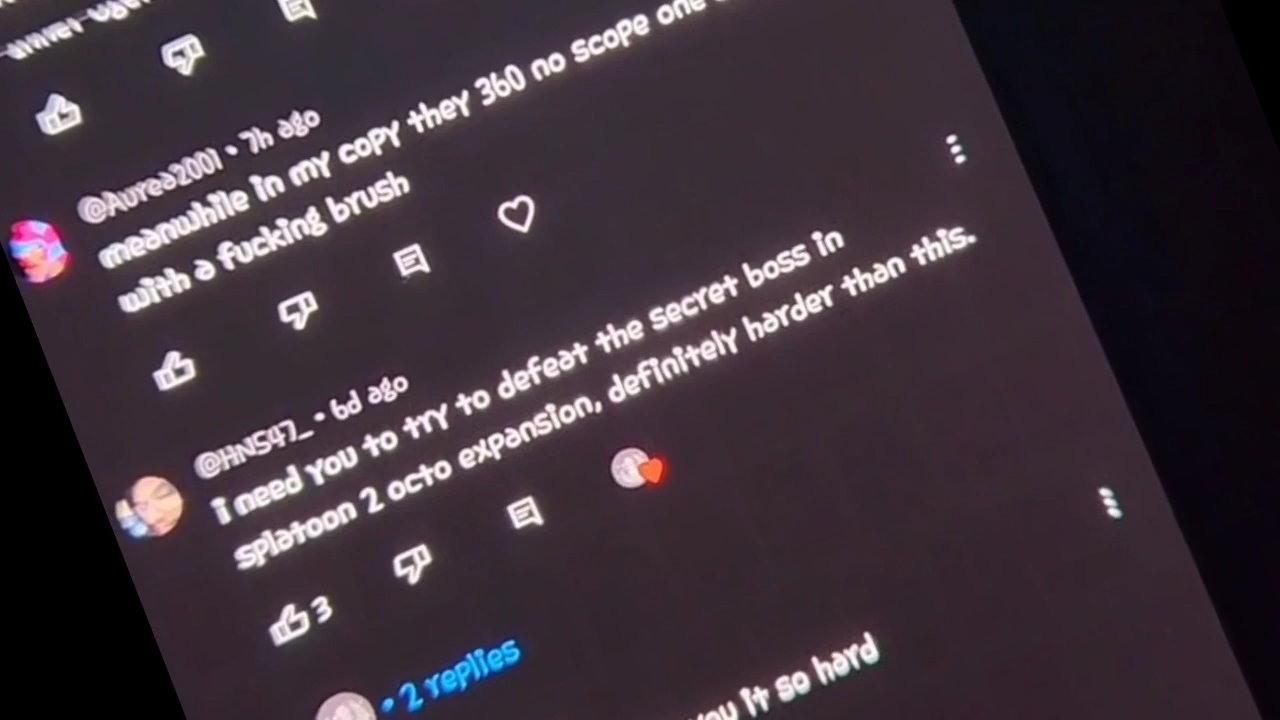 @Aurea2001 • 7h ago
meanwhile in my copy they 360 no scope one
with a fucking brush
@HNS47_ • 6d ago
i need you to try to defeat the secret boss in
splatoon 2 octo expansion, definitely harder than this.
3
• 2 replies
you it so hard